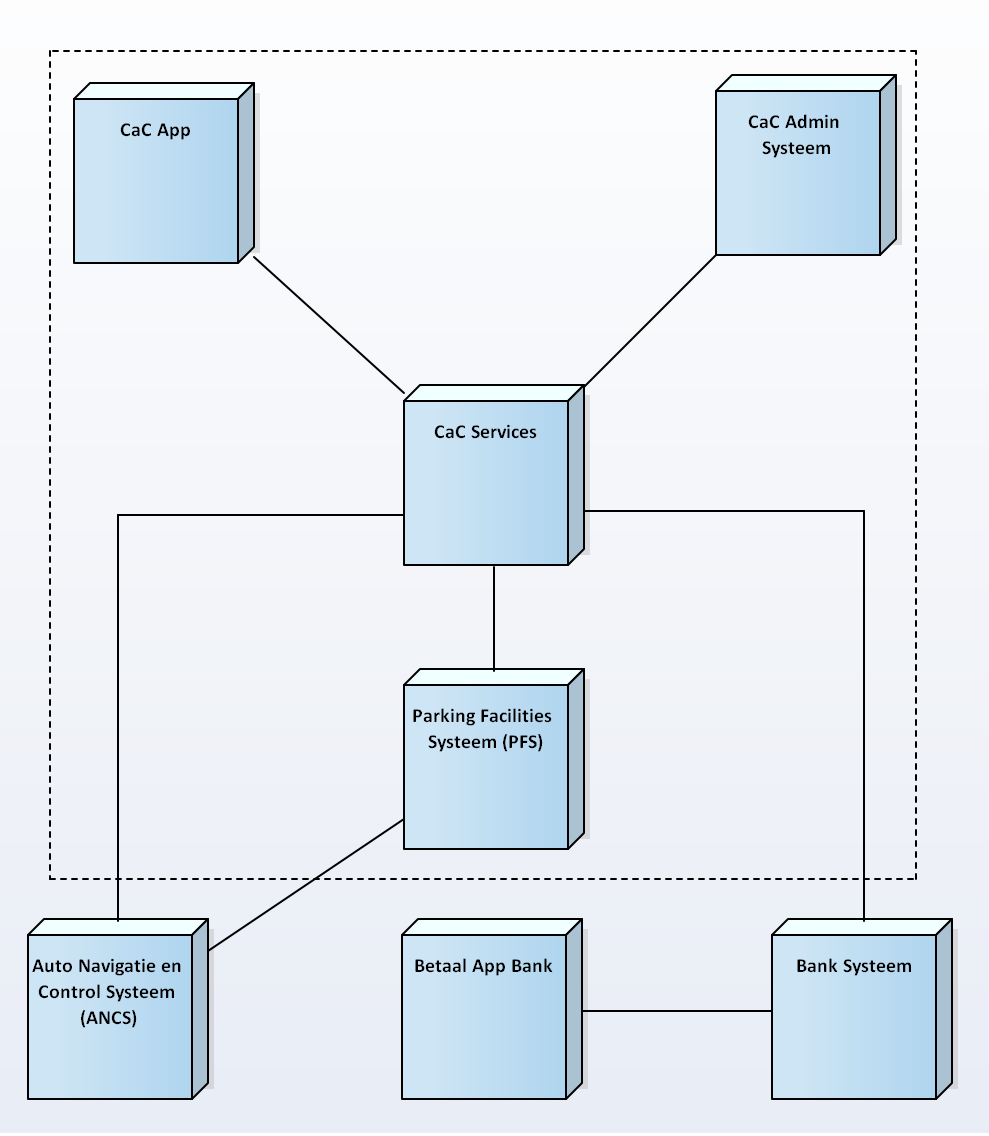 CaC App
CaC Admin
Systeem
CaC Services
Parking Facilities
Systeem (PFS)
Auto Navigatie en
Control Systeem
(ANCS)
Betaal App Bank
Bank Systeem